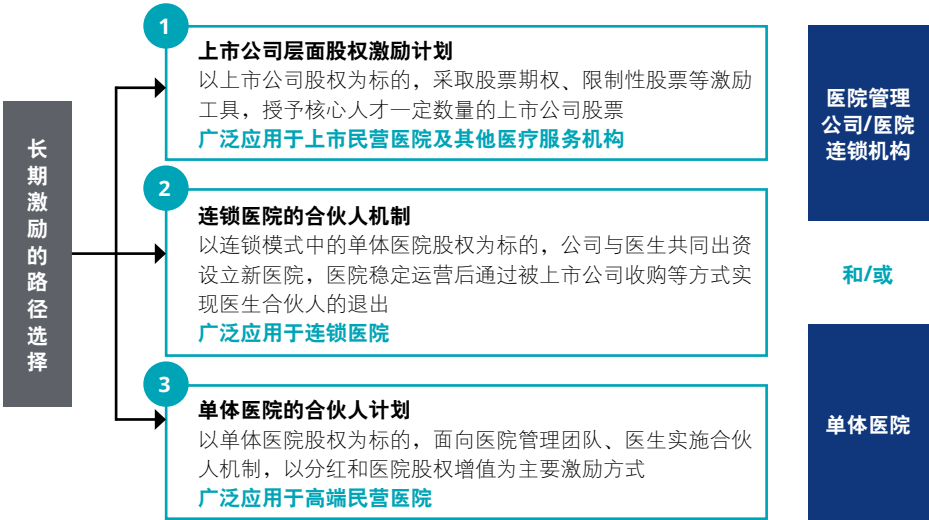 长期激励的路径选择
1
上市公司层面股权激励计划
以上市公司股权为标的，采取股票期权、限制性股票等激励
工具，授予核心人才一定数量的上市公司股票
广泛应用于上市民营医院及其他医疗服务机构
2
连锁医院的合伙人机制
以连锁模式中的单体医院股权为标的，公司与医生共同出资
设立新医院，医院稳定运营后通过被上市公司收购等方式实
现医生合伙人的退出
广泛应用于连锁医院
3
单体医院的合伙人计划
以单体医院股权为标的，面向医院管理团队、医生实施合伙
人机制，以分红和医院股权增值为主要激励方式
广泛应用于高端民营医院
医院管理
公司/医院
连锁机构
和/或
单体医院